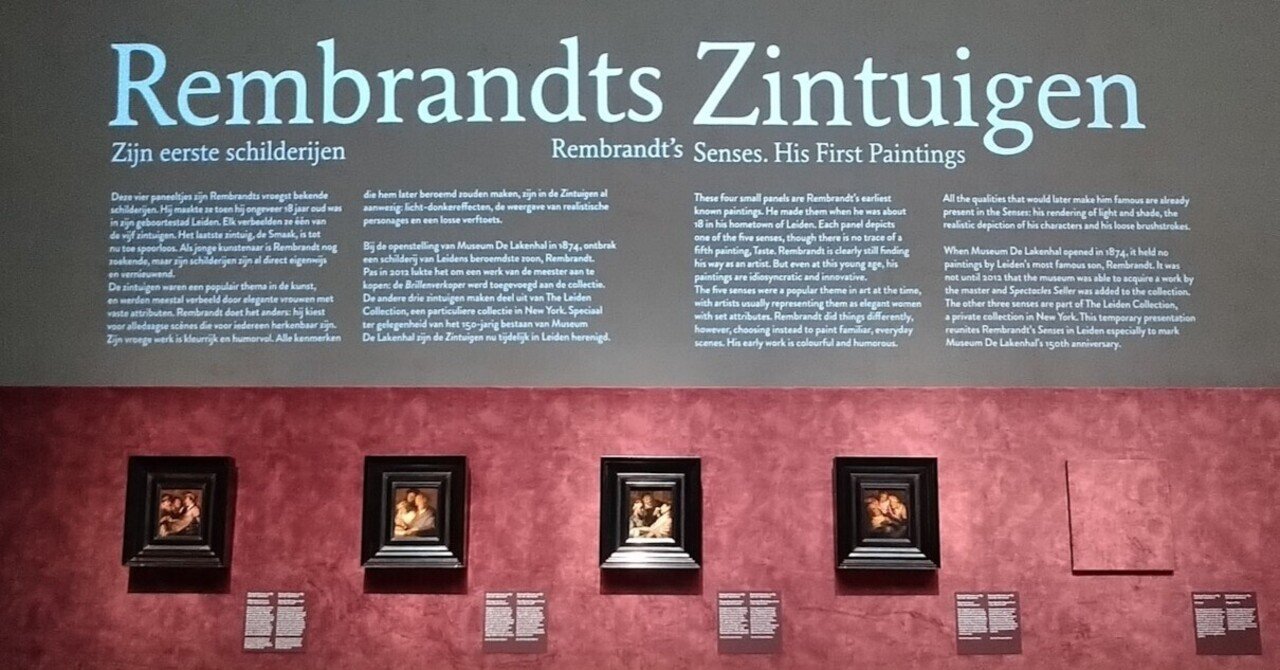 Rembrandts Zintuigen
Zijn eerste schilderijen
Rembrandt's Senses. His First Paintings
Deze vier paneeltjes zijn Rembrandts vroegst bekende
schilderijen. Hij maakte ze toen hij ongeveer 18 jaar oud was
in zijn geboortestad Leiden. Elk verbeelden ze één van
de vijf zintuigen. Het laatste zintuig, de Smaak, is tot
nu toe spoorloos. Als jonge kunstenaar is Rembrandt nog
zoekende, maar zijn schilderijen zijn al direct eigenwijs
en vernieuwend.
De zintuigen waren een populair thema in de kunst,
en werden meestal verbeeld door elegante vrouwen met
vaste attributen. Rembrandt doet het anders: hij kiest
voor alledaagse scènes die voor iedereen herkenbaar zijn.
Zijn vroege werk is kleurrijk en humorvol. Alle kenmerken
die hem later beroemd zouden maken, zijn in de Zintuigen al
aanwezig: licht-donkereffecten, de weergave van realistische
personages en een losse verftoets.
Bij de openstelling van Museum De Lakenhal in 1874, ontbrak
een schilderij van Leidens beroemdste zoon, Rembrandt.
Pas in 2012 lukte het om een werk van de meester aan te
kopen: de Brillenverkoper werd toegevoegd aan de collectie.
De andere drie zintuigen maken deel uit van The Leiden
Collection, een particuliere collectie in New York. Speciaal
ter gelegenheid van het 150-jarig bestaan van Museum
De Lakenhal zijn de Zintuigen nu tijdelijk in Leiden herenigd.
These four small panels are Rembrandt's earliest
known paintings. He made them when he was about
18 in his hometown of Leiden. Each panel depicts
one of the five senses, though there is no trace of a
fifth painting, Taste. Rembrandt is clearly still finding
his way as an artist. But even at this young age, his
paintings are idiosyncratic and innovative.
The five senses were a popular theme in art at the time,
with artists usually representing them as elegant women
with set attributes. Rembrandt did things differently,
however, choosing instead to paint familiar, everyday
scenes. His early work is colourful and humorous.
All the qualities that would later make him famous are already
present in the Senses: his rendering of light and shade, the
realistic depiction of his characters and his loose brushstrokes.
When Museum De Lakenhal opened in 1874, it held no
paintings by Leiden's most famous son, Rembrandt. It was
not until 2012 that the museum was able to acquire a work by
the master and Spectacles Seller was added to the collection.
The other three senses are part of The Leiden Collection,
a private collection in New York. This temporary presentation
reunites Rembrandt's Senses in Leiden especially to mark
Museum De Lakenhal's 150th anniversary.